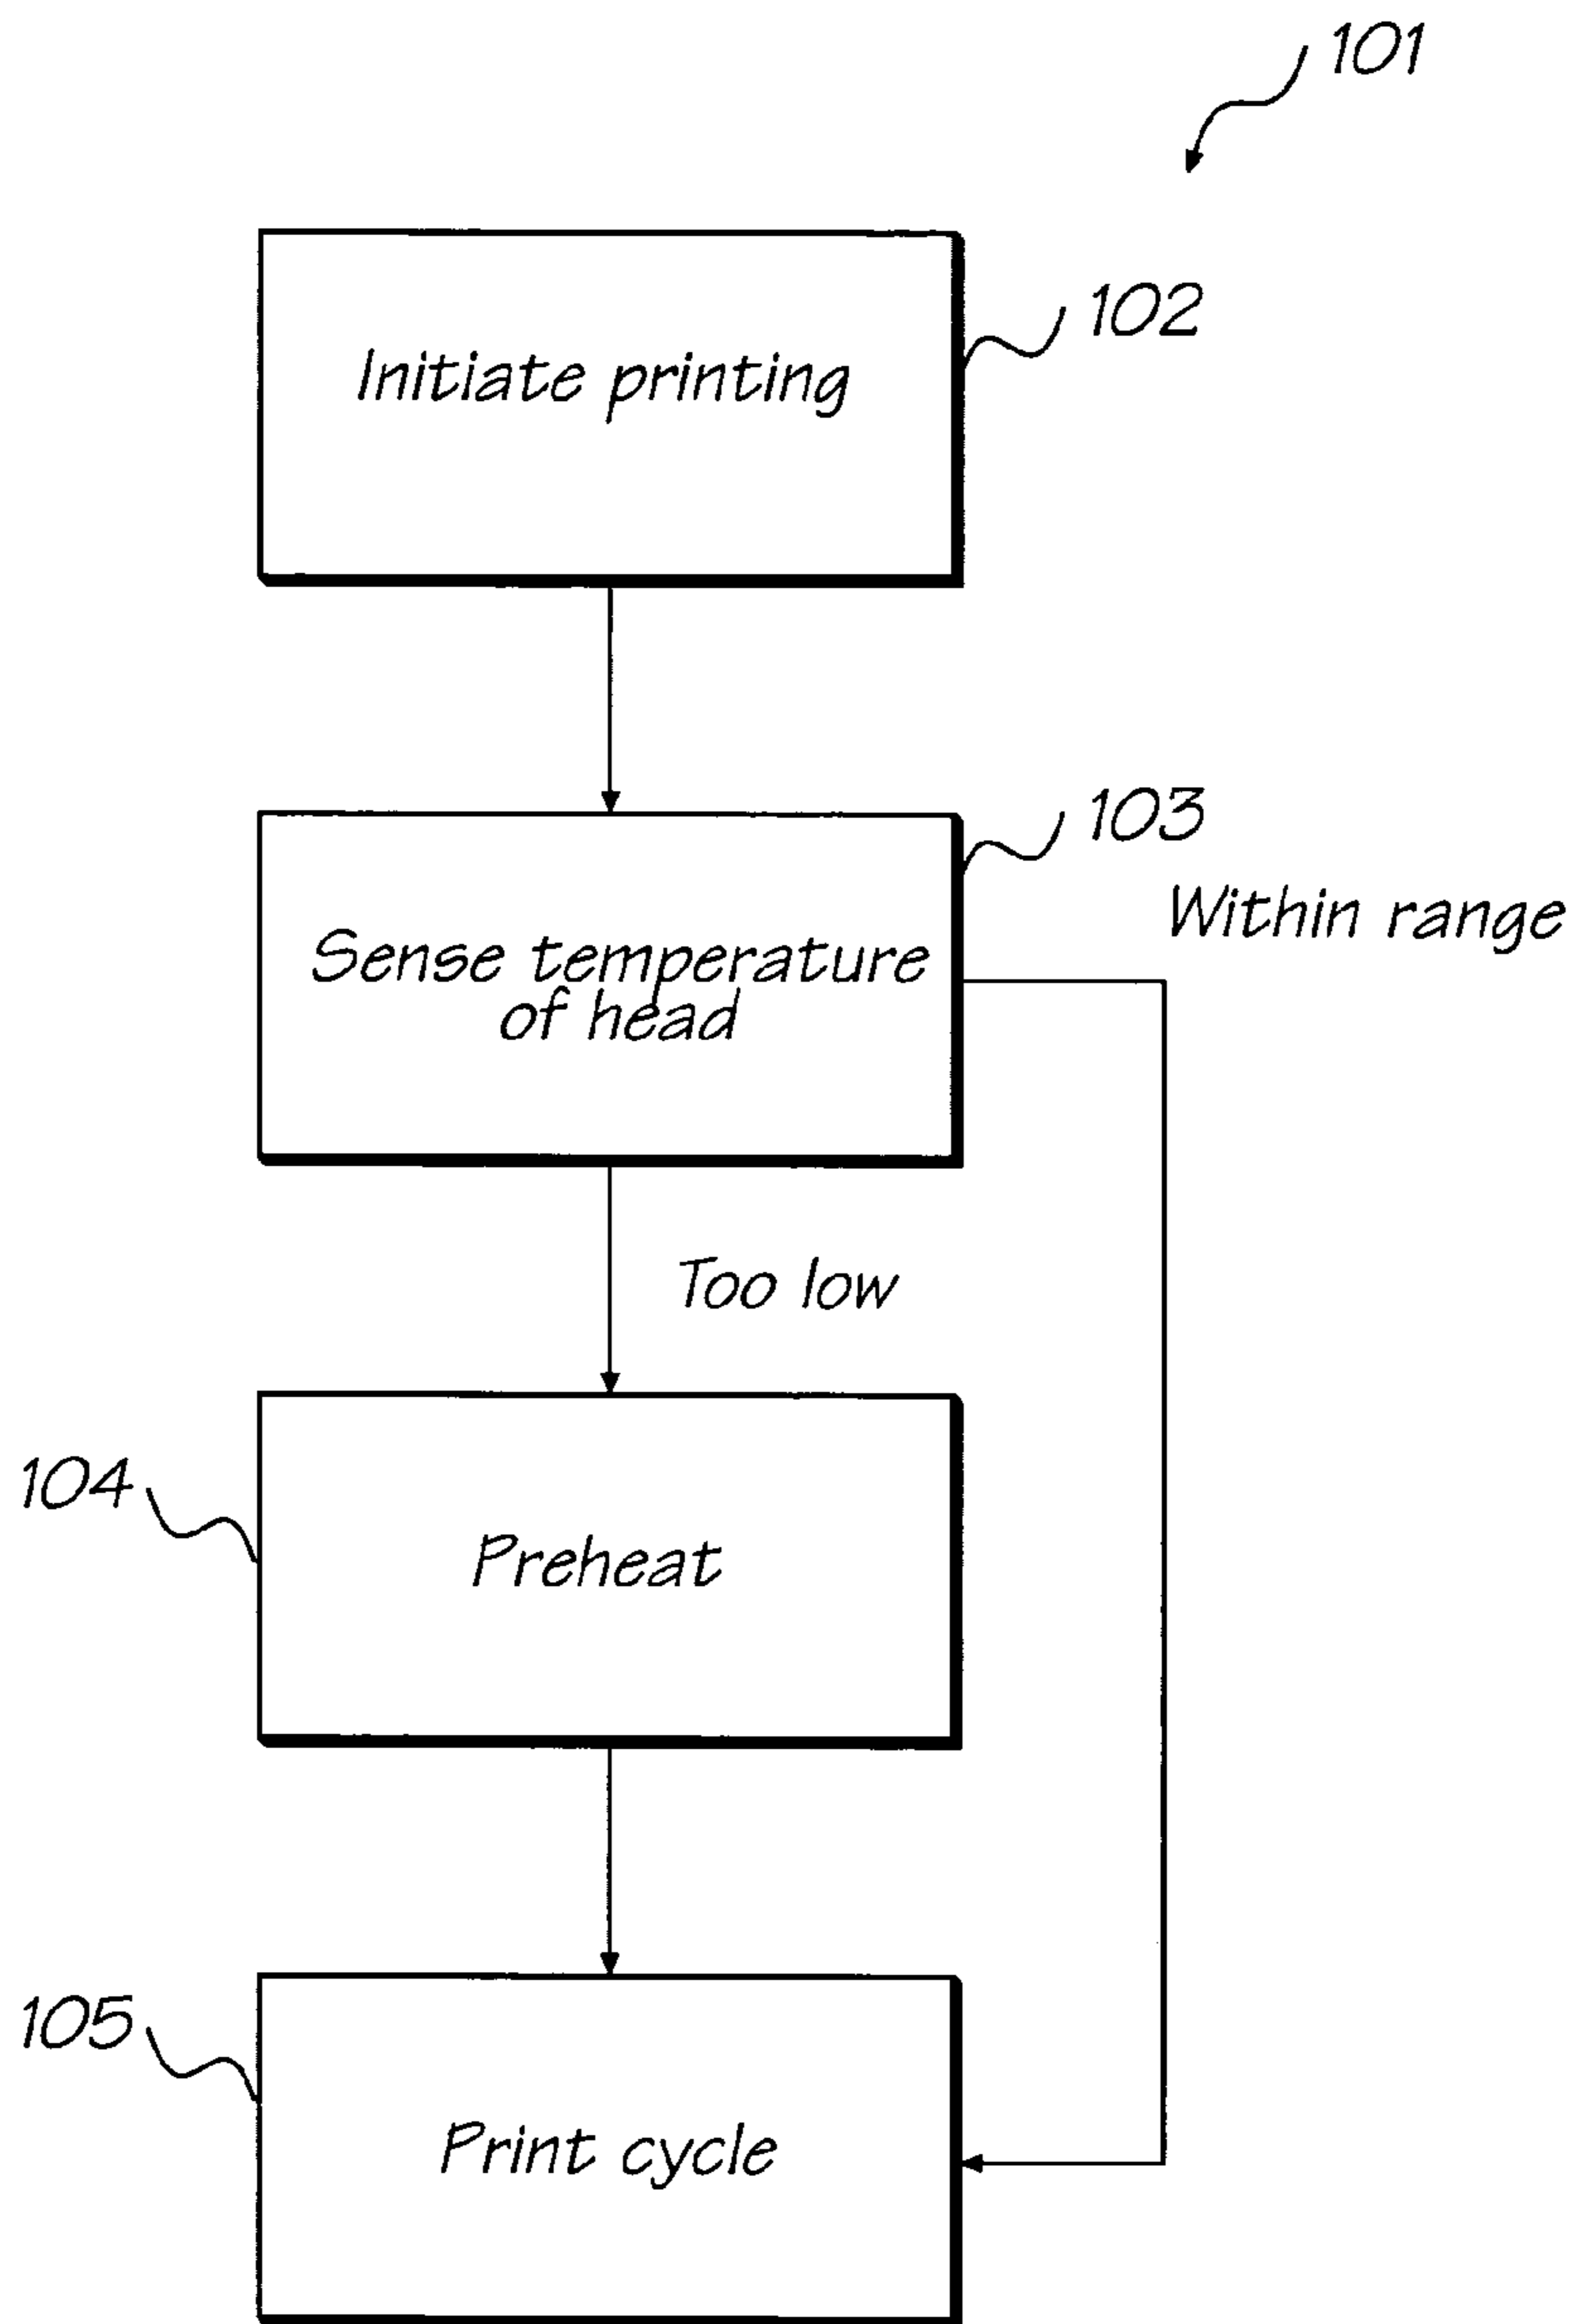 101
Initiate printing
102
103
Within range
Sense temperature
of head
Too low
104
Preheat
105
Print cycle